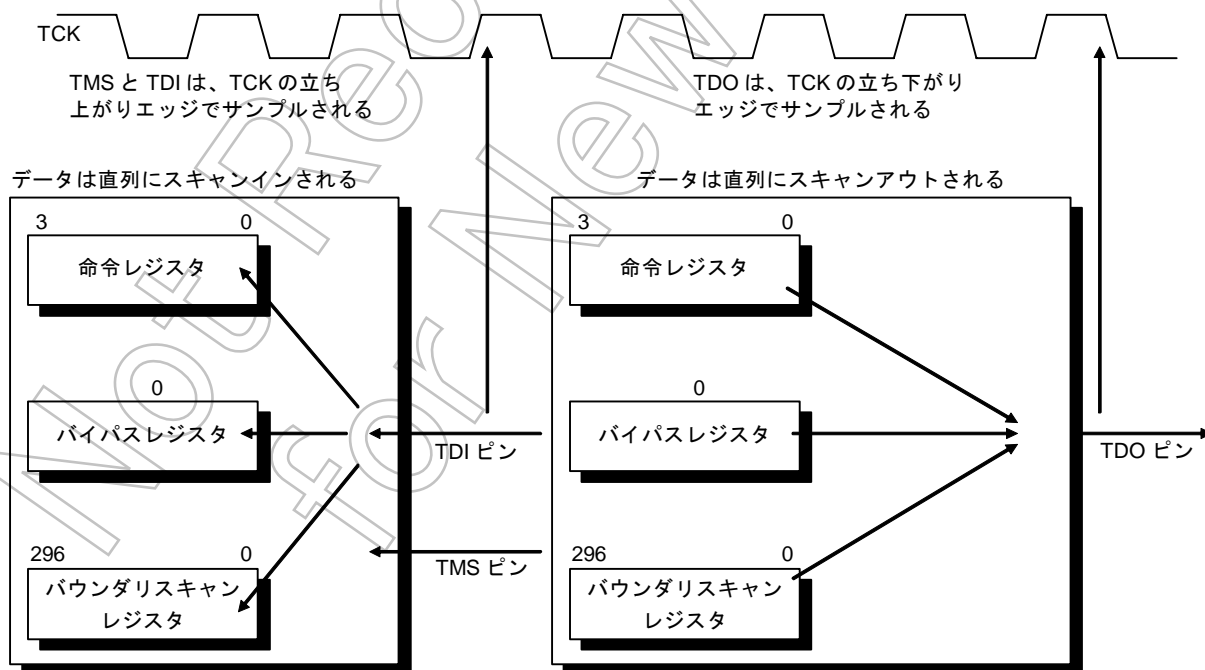 TCK
TMS と TDI は、TCK の立ち
上がりエッジでサンプルされる
TDO は、TCK の立ち下がり
エッジでサンプルされる
データは直列にスキャンインされる
3 0
命令レジスタ
0
バイパスレジスタ
296 0
バウンダリスキャン
レジスタ
TDI ピン
TMS ピン
データは直列にスキャンアウトされる
3 0
命令レジスタ
0
バイパスレジスタ
296 0
バウンダリスキャン
レジスタ
TDO ピン
Not Reco
for New